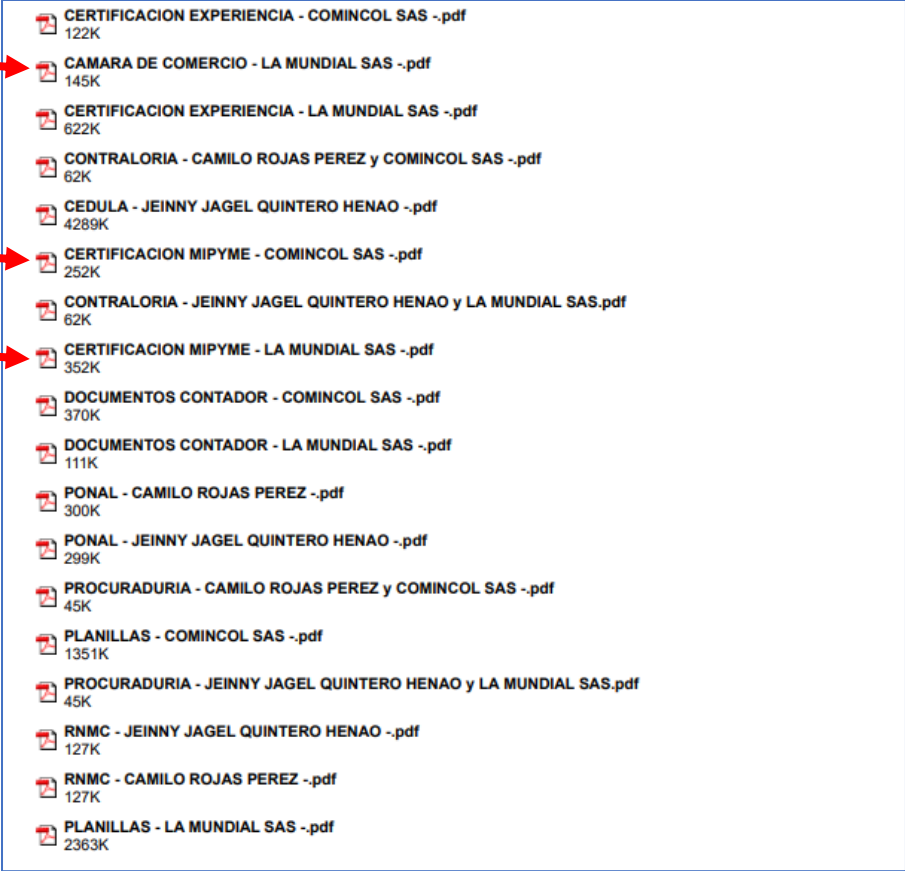 CERTIFICACION EXPERIENCIA - COMINCOL SAS -.pdf
122K
CAMARA DE COMERCIO - LA MUNDIAL SAS -.pdf
145K
CERTIFICACION EXPERIENCIA - LA MUNDIAL SAS -.pdf
622K
CONTRALORIA - CAMILO ROJAS PEREZ y COMINCOL SAS -.pdf
62K
CEDULA - JEINNY JAGEL QUINTERO HENAO -.pdf
4289K
CERTIFICACION MIPYME - COMINCOL SAS -.pdf
252K
CONTRALORIA - JEINNY JAGEL QUINTERO HENAO y LA MUNDIAL SAS.pdf
62K
CERTIFICACION MIPYME - LA MUNDIAL SAS -.pdf
352K
DOCUMENTOS CONTADOR - COMINCOL SAS -.pdf
370K
DOCUMENTOS CONTADOR - LA MUNDIAL SAS -.pdf
111K
PONAL - CAMILO ROJAS PEREZ -.pdf
300K
PONAL - JEINNY JAGEL QUINTERO HENAO -.pdf
299K
PROCURADURIA - CAMILO ROJAS PEREZ y COMINCOL SAS -.pdf
45K
PLANILLAS - COMINCOL SAS -.pdf
1351K
PROCURADURIA - JEINNY JAGEL QUINTERO HENAO y LA MUNDIAL SAS.pdf
45K
RNMC - JEINNY JAGEL QUINTERO HENAO -.pdf
127K
RNMC - CAMILO ROJAS PEREZ -.pdf
127K
PLANILLAS - LA MUNDIAL SAS -.pdf
2363K